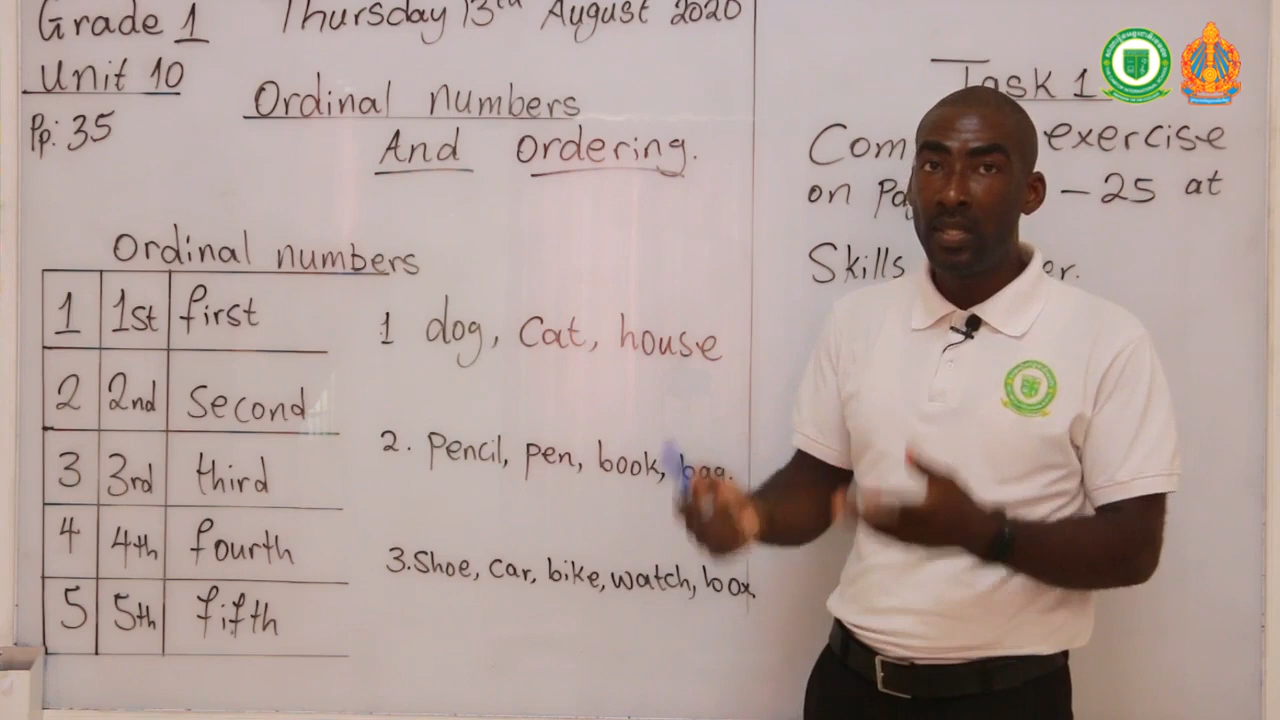 Grade 1
Thursday 13th August 2020
Unit 10
Pp: 35
Ordinal numbers
And Ordering.
Ordinal numbers
1 1st first
2 2nd second
3 3rd third
4 4th fourth
5 5th fifth
1 dog, cat, house
2. pencil, pen, book, bag.
3. Shoe, car, bike, watch, box
Task 1
exercise
on – 25 at
Skills